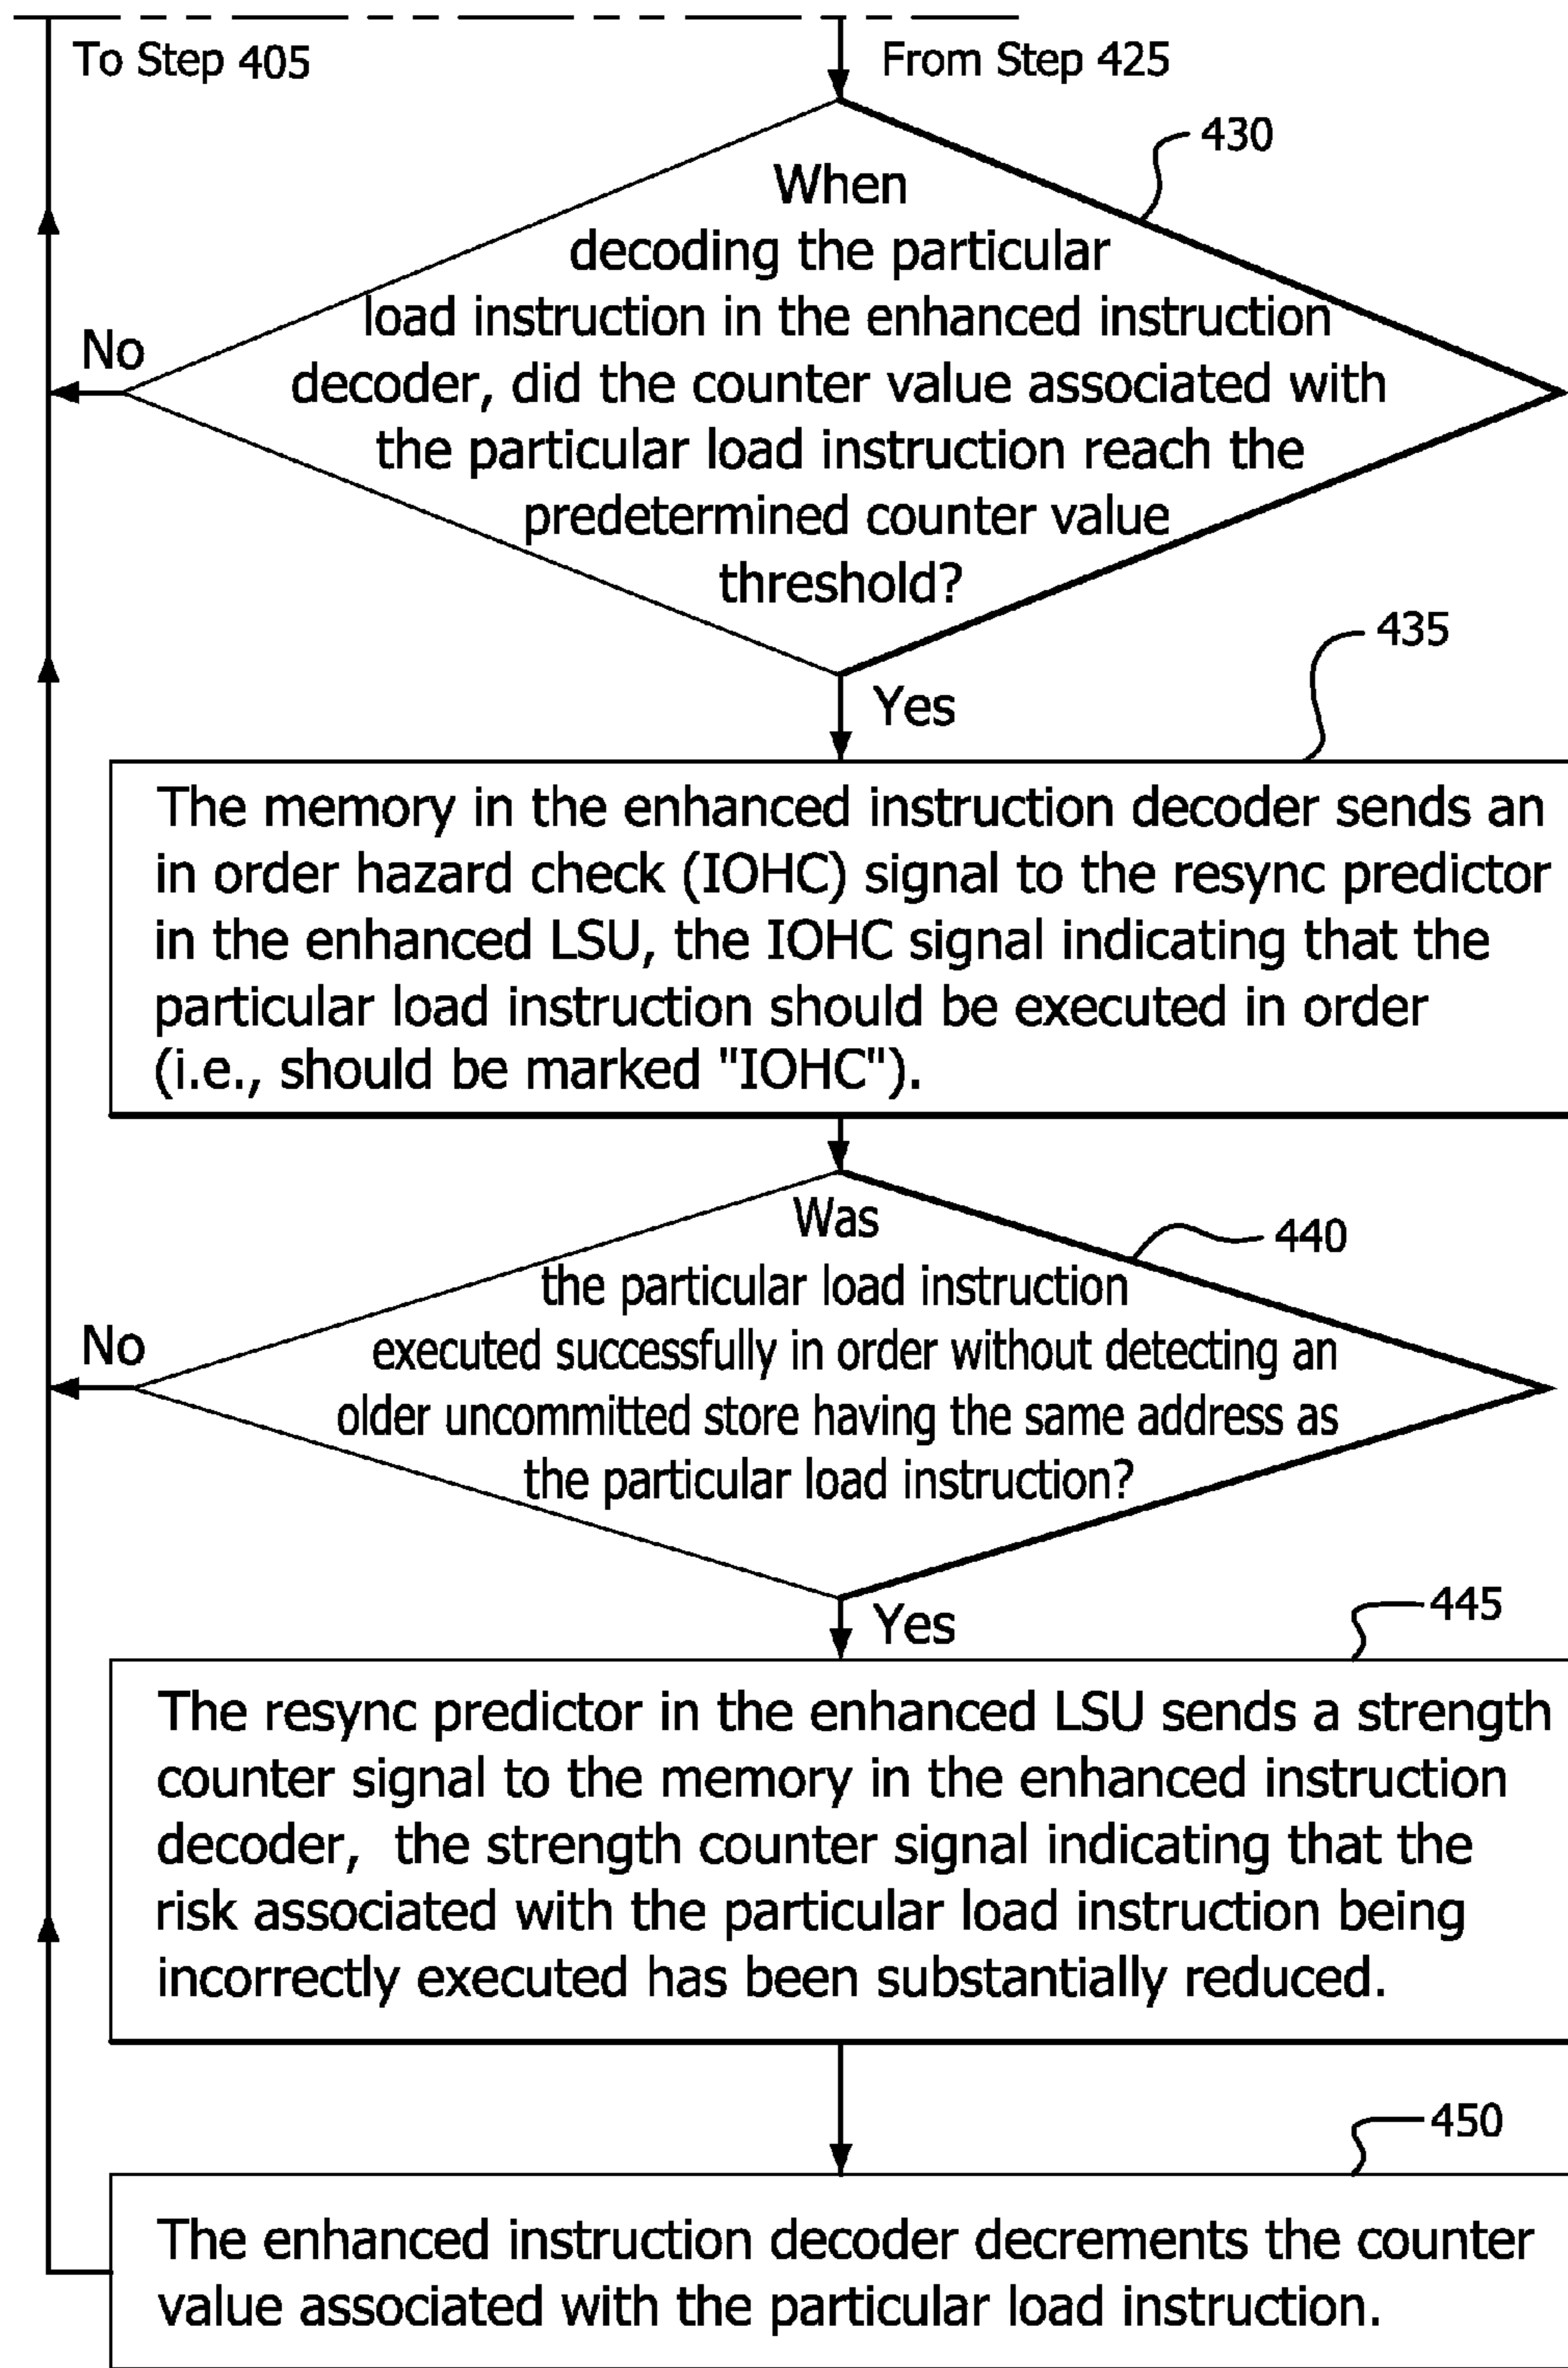 To Step 405
From Step 425
430
When
decoding the particular
load instruction in the enhanced instruction
decoder, did the counter value associated with
the particular load instruction reach the
predetermined counter value
threshold?
No
Yes
435
The memory in the enhanced instruction decoder sends an
in order hazard check (IOHC) signal to the resync predictor
in the enhanced LSU, the IOHC signal indicating that the
particular load instruction should be executed in order
(i.e., should be marked "IOHC").
440
Was
the particular load instruction
executed successfully in order without detecting an
older uncommitted store having the same address as
the particular load instruction?
No
Yes
445
The resync predictor in the enhanced LSU sends a strength
counter signal to the memory in the enhanced instruction
decoder, the strength counter signal indicating that the
risk associated with the particular load instruction being
incorrectly executed has been substantially reduced.
450
The enhanced instruction decoder decrements the counter
value associated with the particular load instruction.